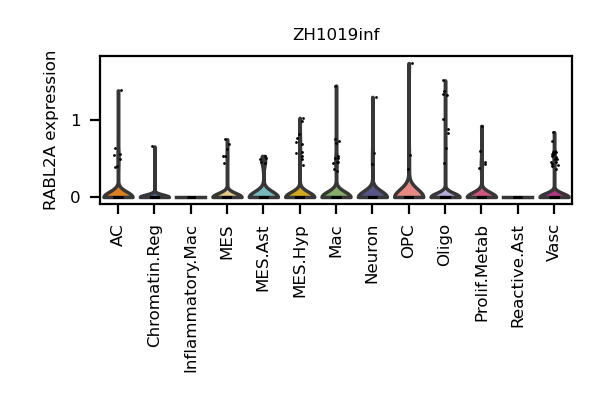 ZH1019inf
RABL2A expression
1
0
AC
Chromatin.Reg
Inflammatory.Mac
MES
MES.Ast
MES.Hyp
Mac
Neuron
OPC
Oligo
Prolif.Metab
Reactive.Ast
Vasc